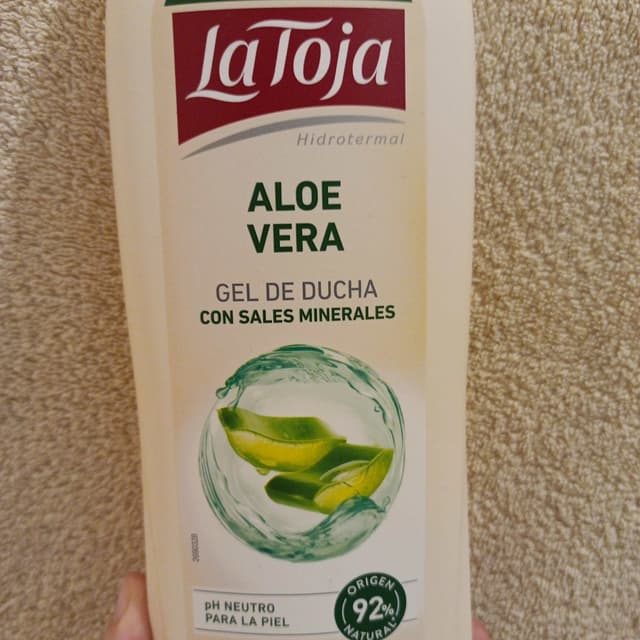 La Toja
Hidrotermal
ALOE
VERA
GEL DE DUCHA
CON SALES MINERALES
pH NEUTRO
PARA LA PIEL
ORIGEN
92%
NATURAL*